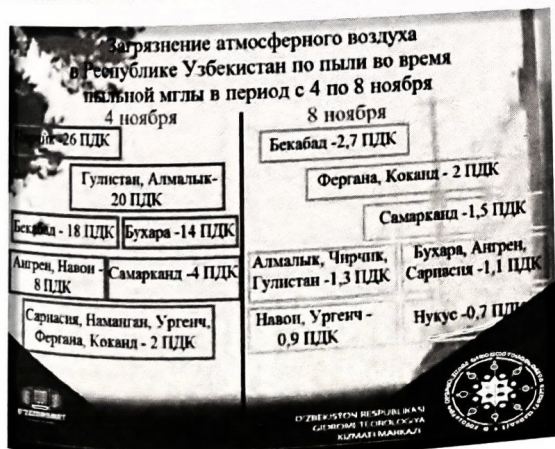 Загрязнение атмосферного воздуха
в Республике Узбекистан по пыли во время
пыльной мглы в период с 4 по 8 ноября
4 ноября
-26 ПДК
Гулистан, Алмалык-
20 ПДК
Бекабад - 18 ПДК
Бухара -14 ПДК
Ангрен, Навои -
8 ПДК
Самарканд -4 ПДК
Сариасия, Наманган, Ургенч,
Фергана, Коканд - 2 ПДК
8 ноября
Бекабад -2,7 ПДК
Фергана, Коканд - 2 ПДК
Самарканд -1,5 ПДК
Алмалык, Чирчик,
Гулистан -1,3 ПДК
Бухара, Ангрен,
Сариасия -1,1 ПДК
Навои, Ургенч -
0,9 ПДК
Нукус -0,7 ПДК
O'ZBEKISTON RESPUBLIKASI
GIDROMETEOROLOGIYA
XIZMATI MARKAZI